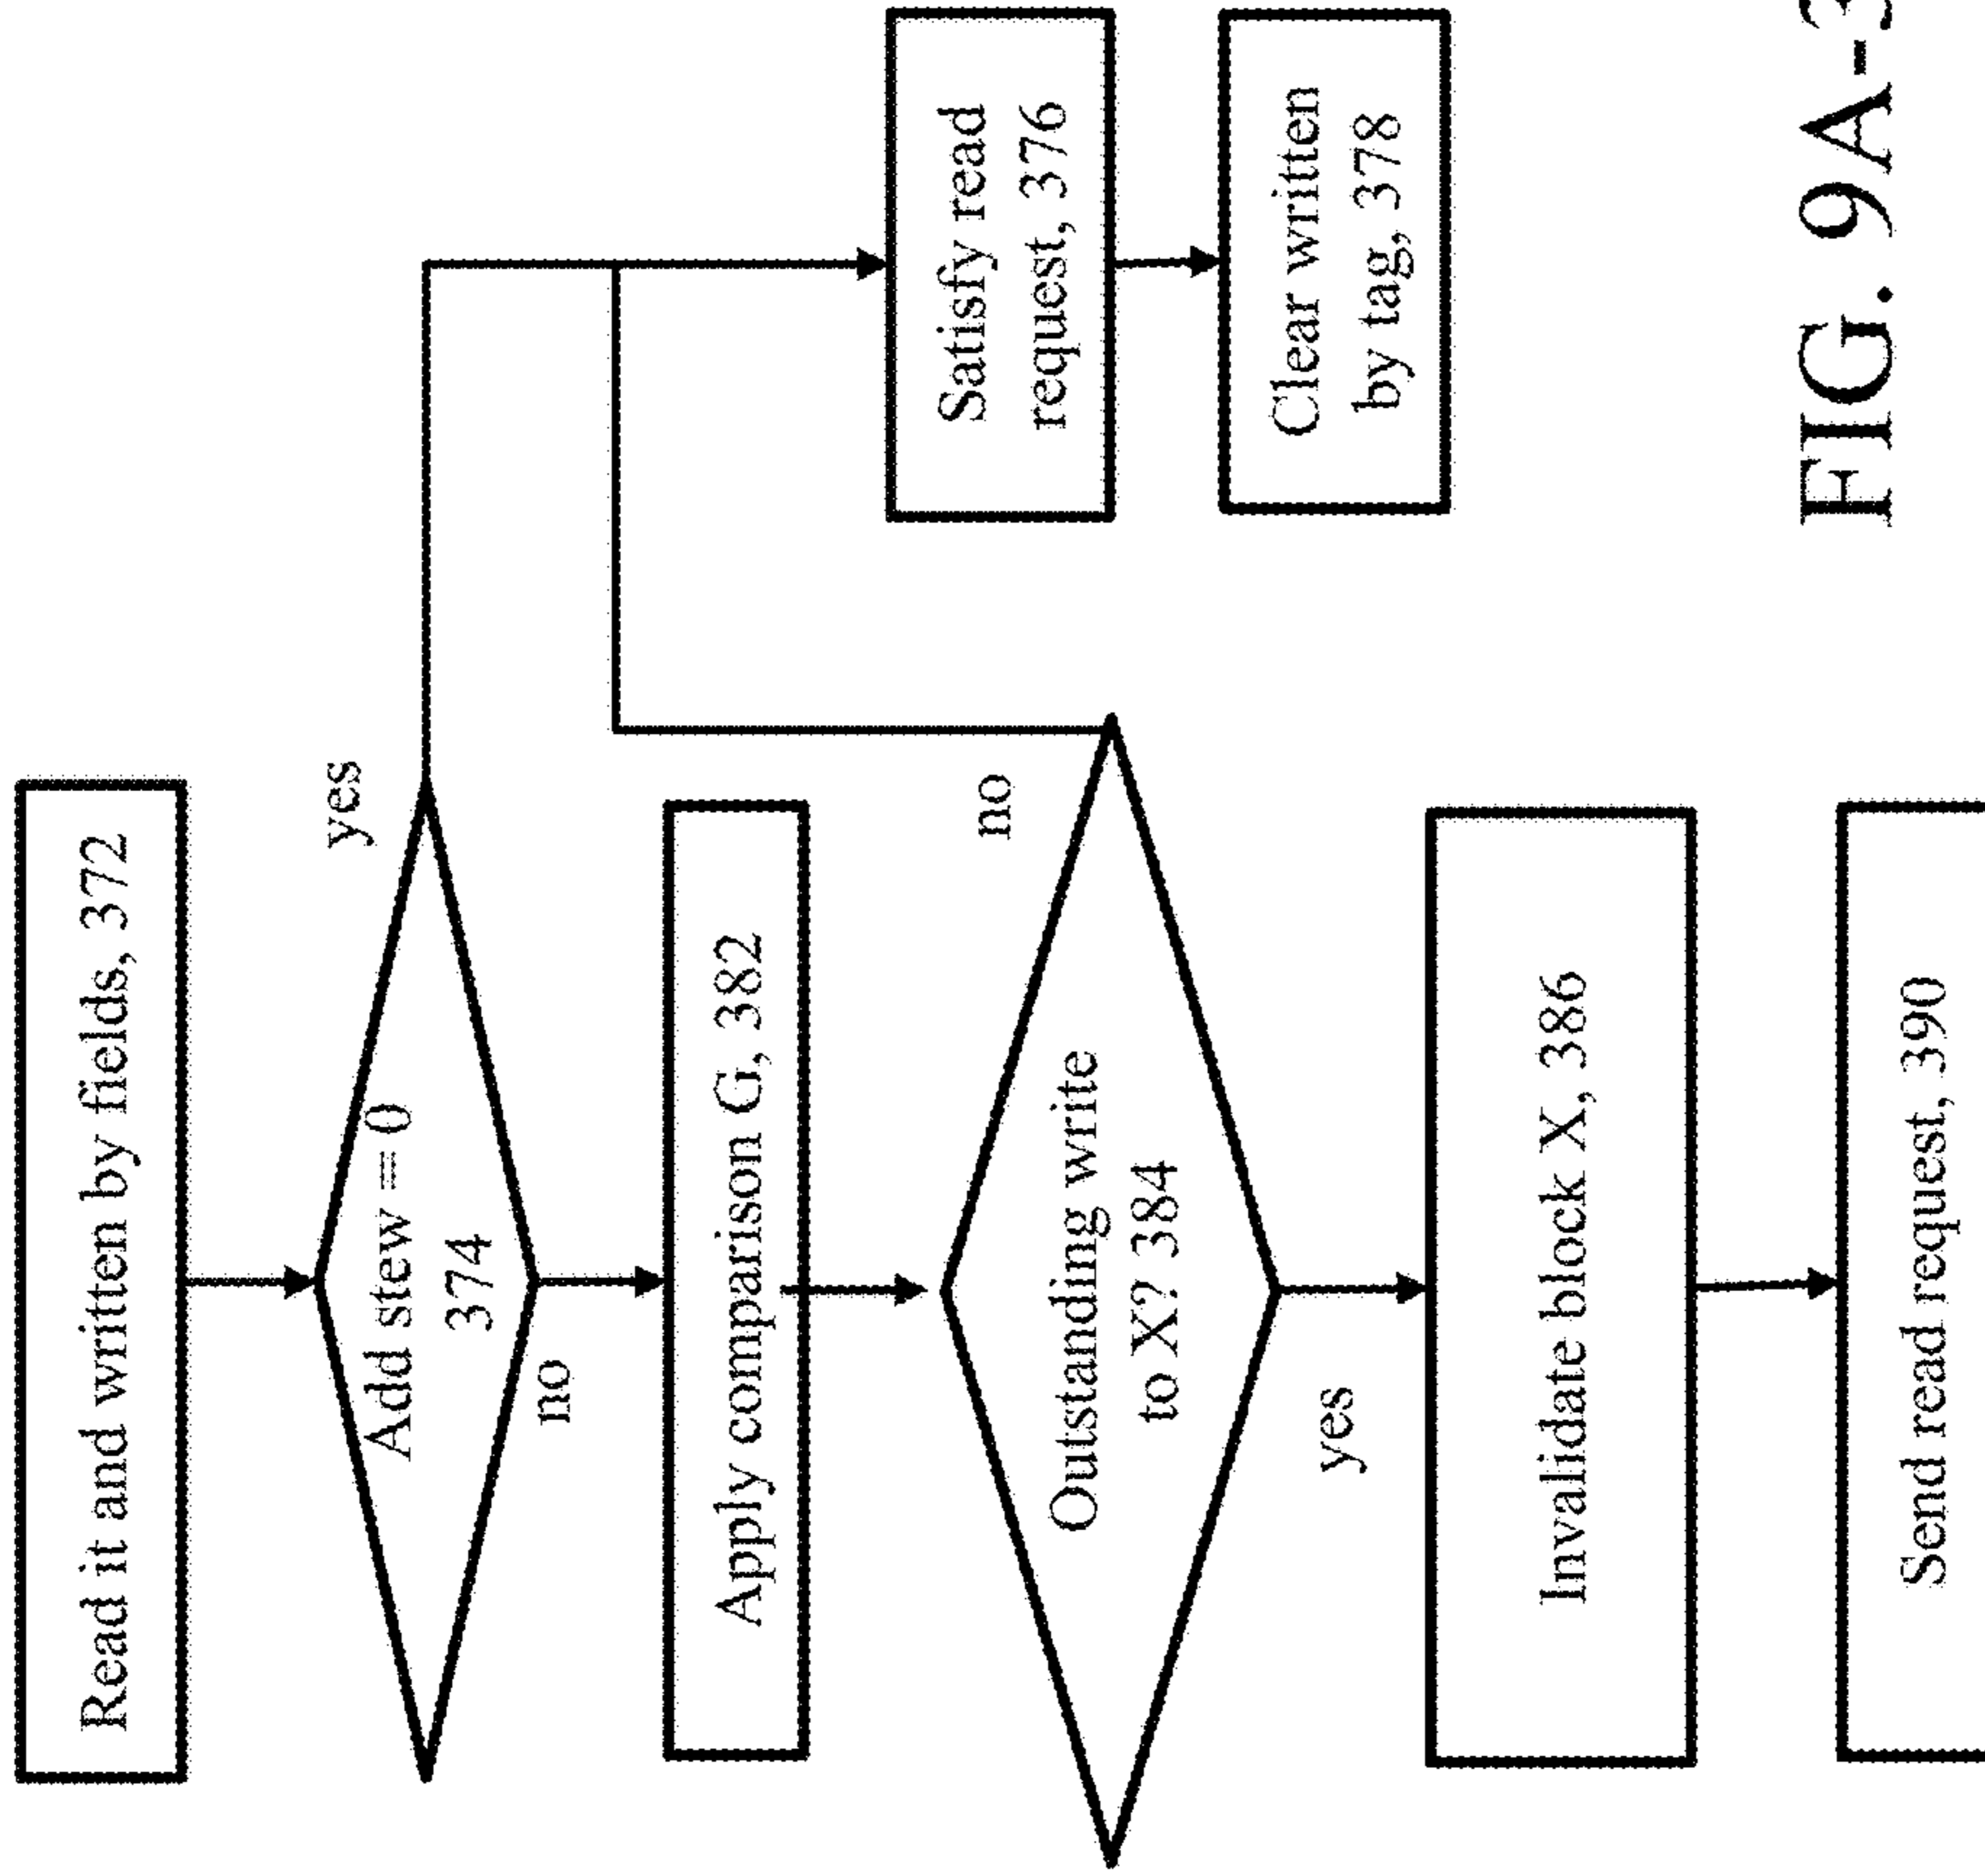 Read it and written by fields, 372
yes
Add stew = 0
374
no
Apply comparison G, 382
no
Outstanding write
to X? 384
yes
Invalidate block X, 386
Send read request, 390
Satisfy read
request, 376
Clear written
by tag, 378
FIG. 9A-3